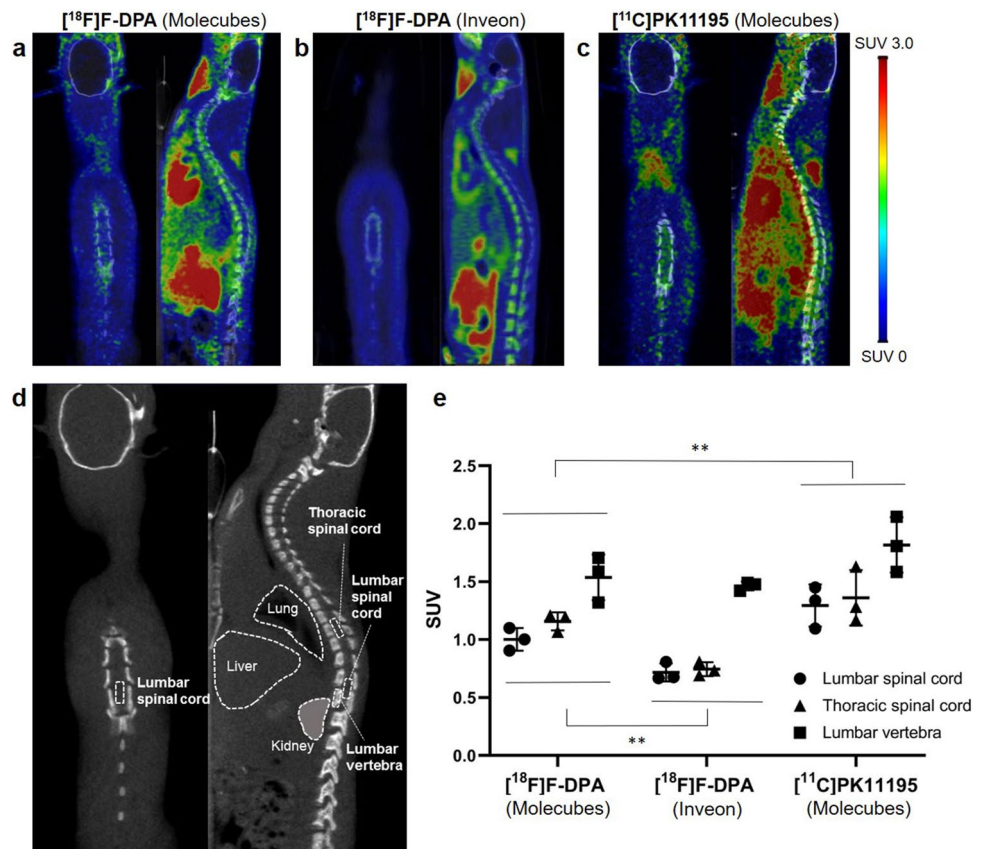 [¹⁸F]F-DPA (Molecubes)
[¹⁸F]F-DPA (Inveon)
[¹¹C]PK11195 (Molecubes)
a
b
c
SUV 3.0
SUV 0
d
Thoracic
spinal cord
Lumbar
spinal
cord
Lung
Liver
Lumbar
spinal cord
Kidney
Lumbar
vertebra
e
**
2.5
2.0
1.5
1.0
0.5
0.0
SUV
**
Lumbar spinal cord
Thoracic spinal cord
Lumbar vertebra
[¹⁸F]F-DPA
(Molecubes)
[¹⁸F]F-DPA
(Inveon)
[¹¹C]PK11195
(Molecubes)